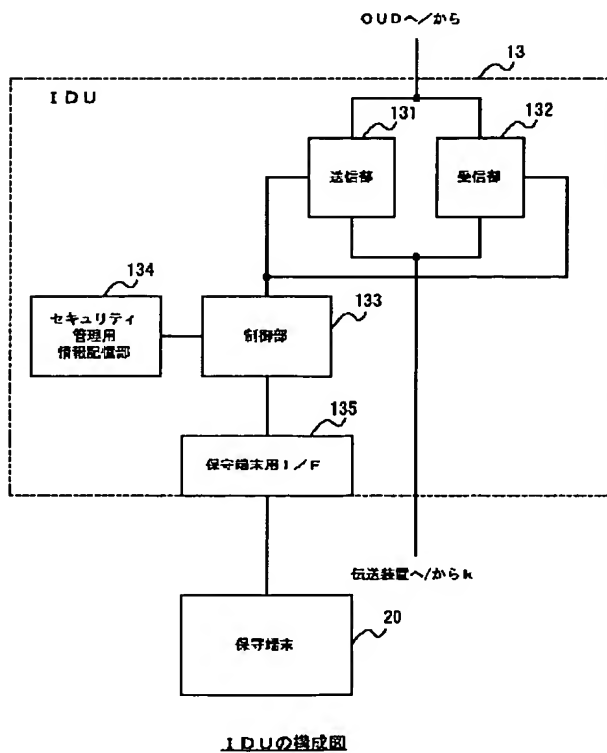 OUDへ/から
13
IDU
131
132
送信部
受信部
134
133
セキュリティ
管理用
情報記憶部
制御部
135
保守端末用I/F
伝送装置へ/からk
20
保守端末
IDUの構成図